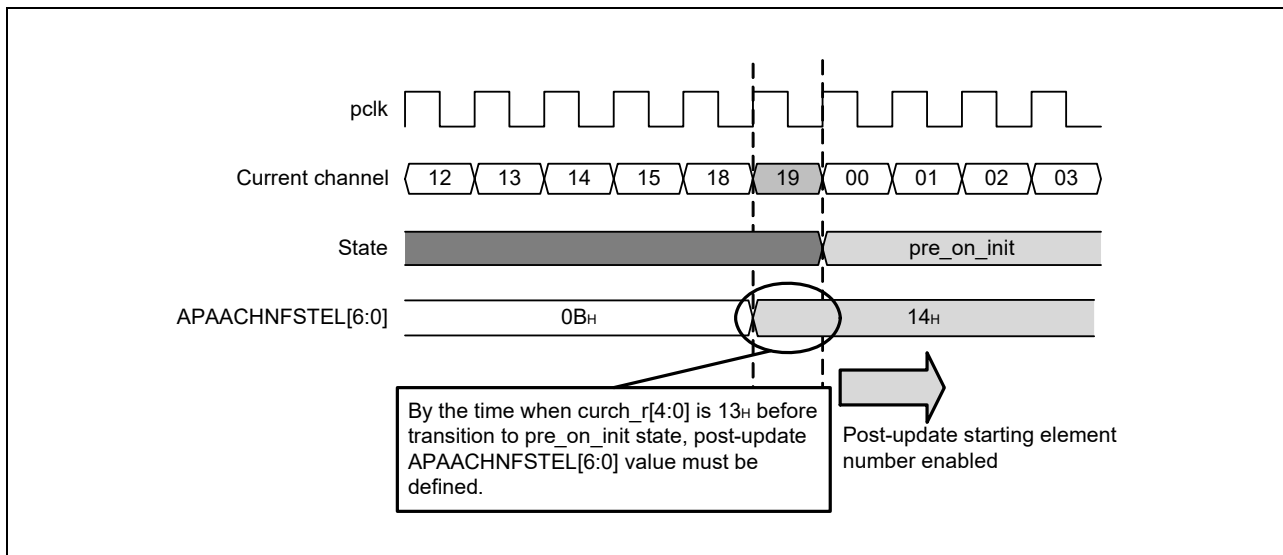 pclk
Current channel 12 13 14 15 18 19 00 01 02 03
State pre_on_init
APAACHNFSTEL[6:0] 0BH 14H
By the time when curch_r[4:0] is 13H before
transition to pre_on_init state, post-update
APAACHNFSTEL[6:0] value must be
defined.
Post-update starting element
number enabled